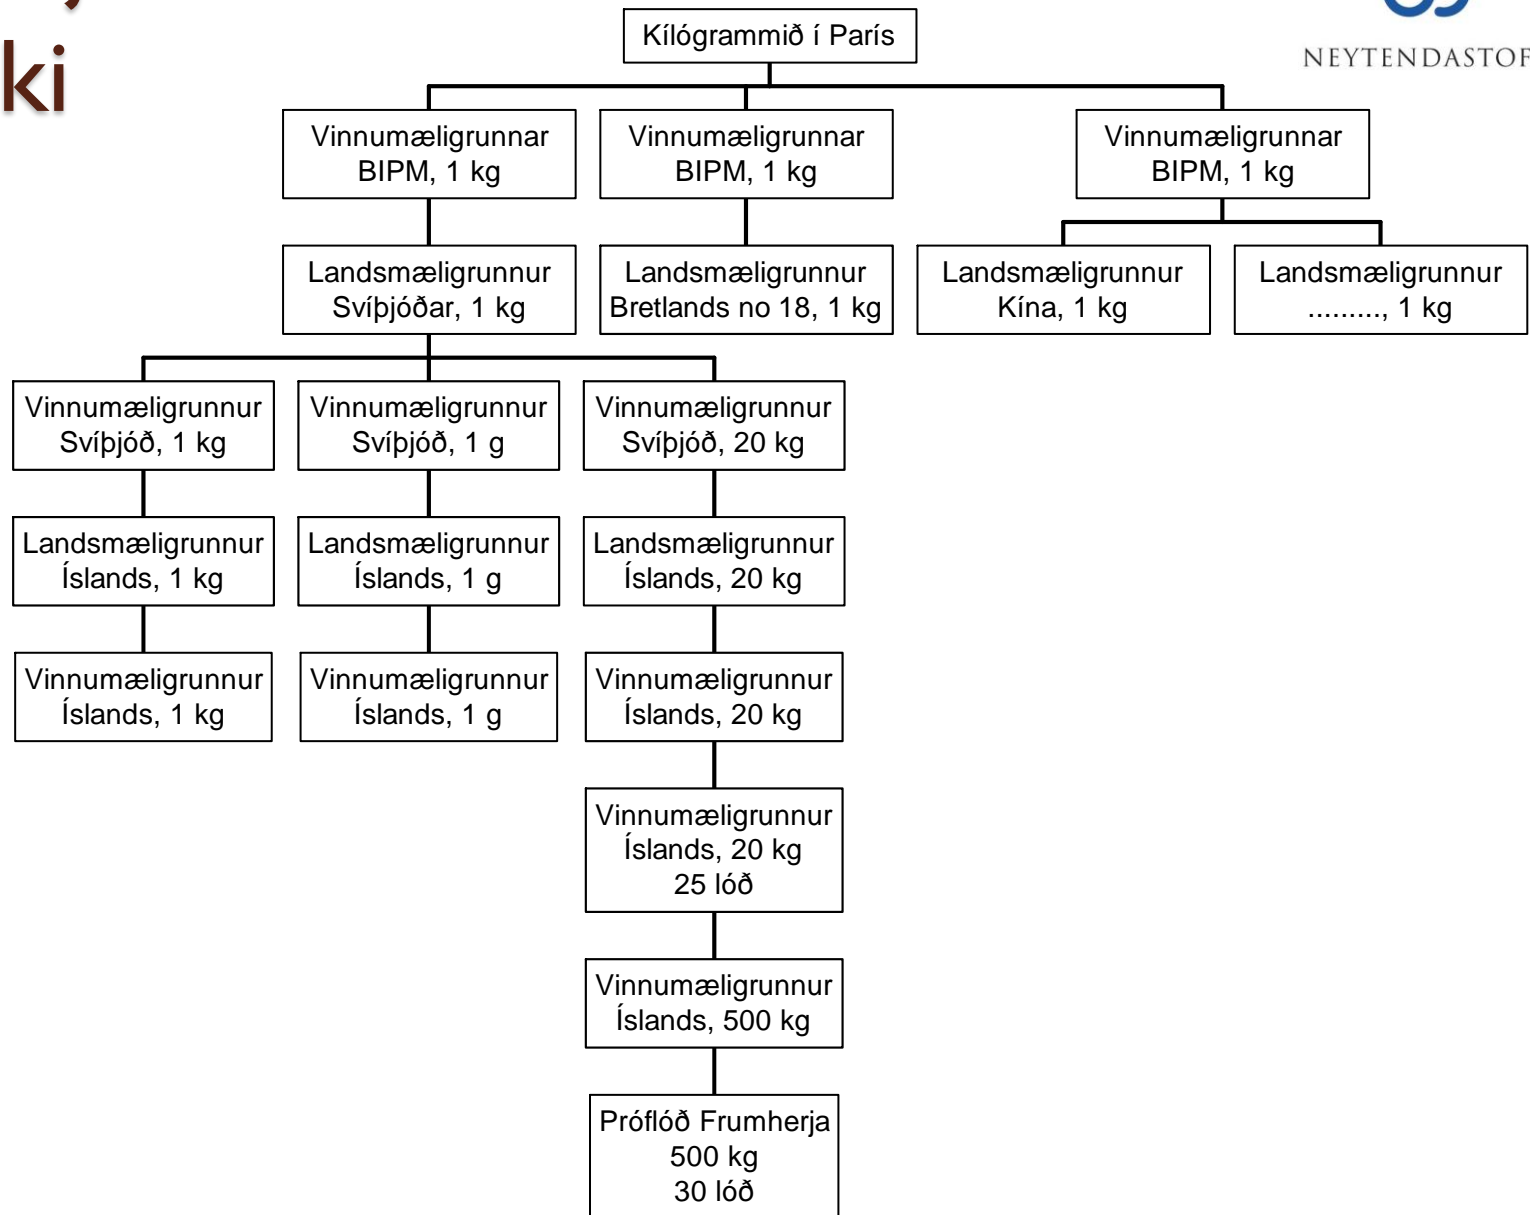 ki
NEYTENDASTOF
Kílógrammið í París
Vinnumæligrunnar
BIPM, 1 kg
Vinnumæligrunnar
BIPM, 1 kg
Vinnumæligrunnar
BIPM, 1 kg
Landsmæligrunnur
Svíþjóðar, 1 kg
Landsmæligrunnur
Bretlands no 18, 1 kg
Landsmæligrunnur
Kína, 1 kg
Landsmæligrunnur
........., 1 kg
Vinnumæligrunnur
Svíþjóð, 1 kg
Vinnumæligrunnur
Svíþjóð, 1 g
Vinnumæligrunnur
Svíþjóð, 20 kg
Landsmæligrunnur
Íslands, 1 kg
Landsmæligrunnur
Íslands, 1 g
Landsmæligrunnur
Íslands, 20 kg
Vinnumæligrunnur
Íslands, 1 kg
Vinnumæligrunnur
Íslands, 1 g
Vinnumæligrunnur
Íslands, 20 kg
Vinnumæligrunnur
Íslands, 20 kg
25 lóð
Vinnumæligrunnur
Íslands, 500 kg
Próflóð Frumherja
500 kg
30 lóð